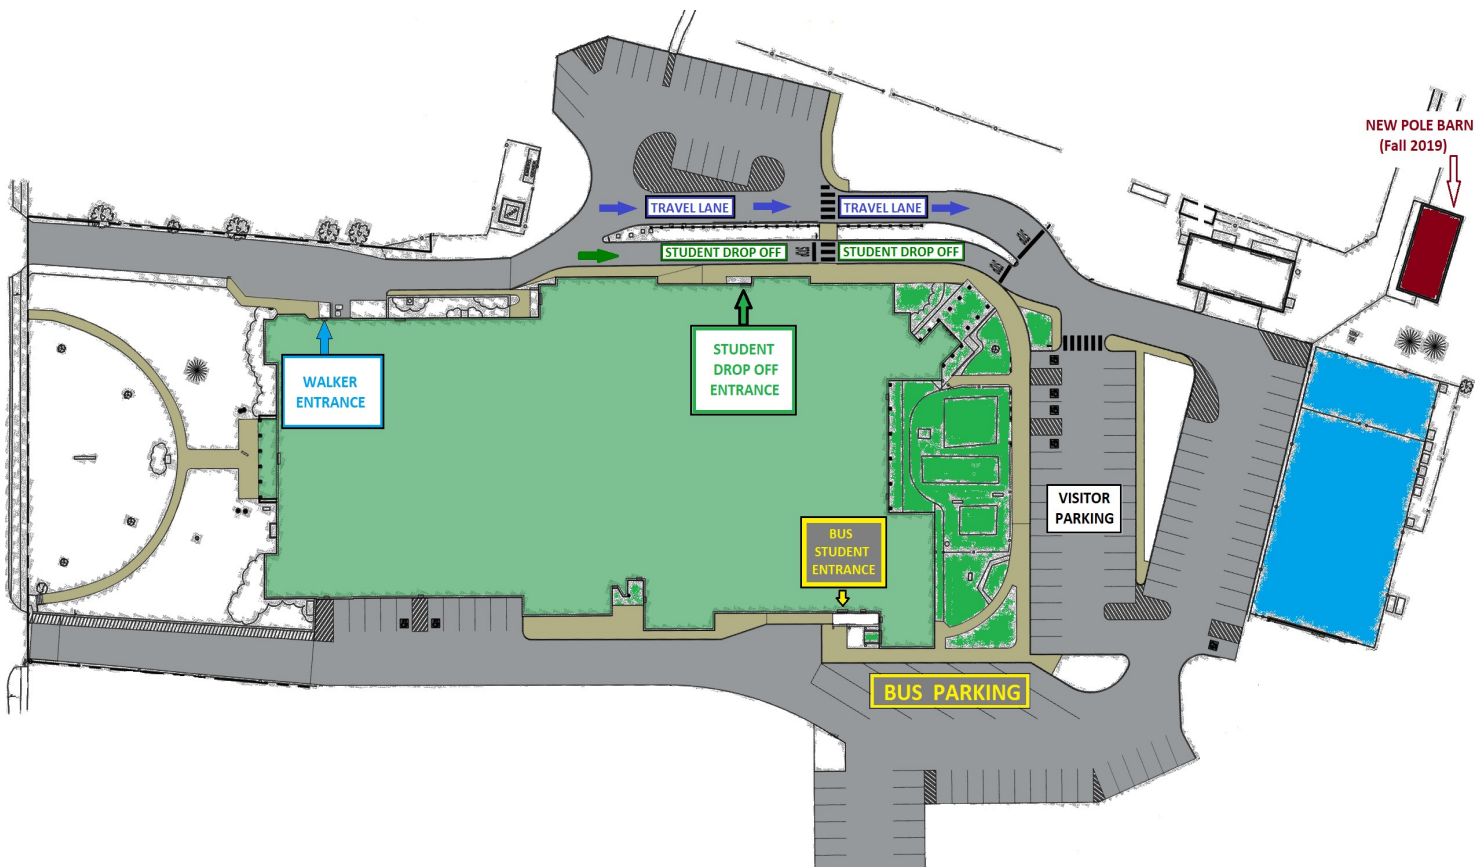 NEW POLE BARN
(Fall 2019)
TRAVEL LANE
TRAVEL LANE
STUDENT DROP OFF
STUDENT DROP OFF
WALKER
ENTRANCE
STUDENT
DROP OFF
ENTRANCE
VISITOR
PARKING
BUS
STUDENT
ENTRANCE
BUS PARKING